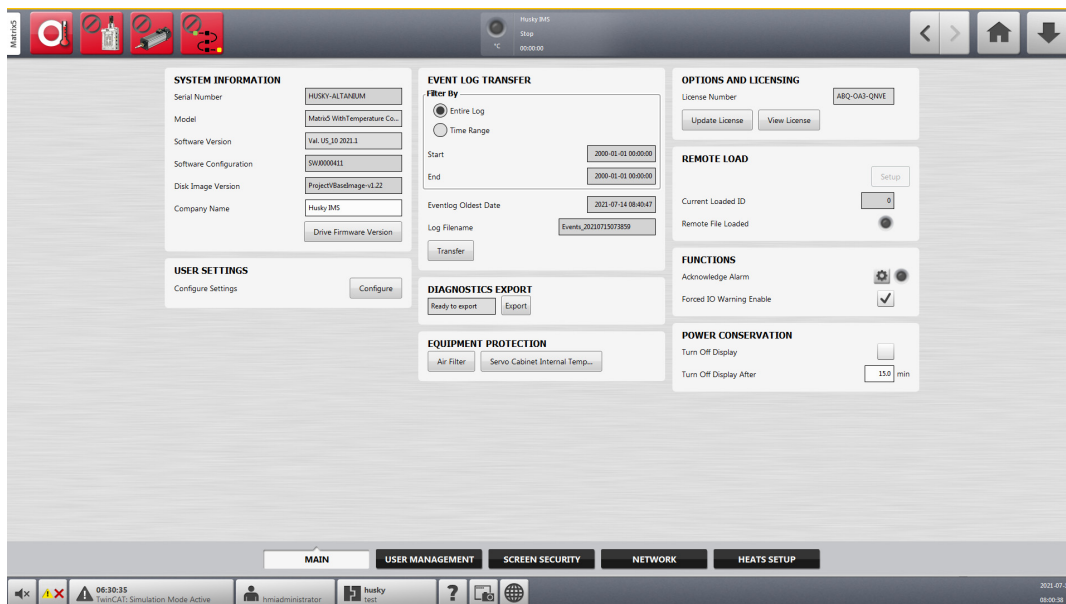 Matrix5
Husky IMS
Stop
°C 00:00:00
SYSTEM INFORMATION
Serial Number HUSKY-ALTANIUM
Model Matrix5 WithTemperature Co...
Software Version Val. US_10 2021.1
Software Configuration SWJ0000411
Disk Image Version ProjectVBaseImage-v1.22
Company Name Husky IMS
Drive Firmware Version
USER SETTINGS
Configure Settings Configure
EVENT LOG TRANSFER
Filter By
Entire Log
Time Range
Start 2000-01-01 00:00:00
End 2000-01-01 00:00:00
Eventlog Oldest Date 2021-07-14 08:40:47
Log Filename Events_20210715073859
Transfer
DIAGNOSTICS EXPORT
Ready to export Export
EQUIPMENT PROTECTION
Air Filter Servo Cabinet Internal Temp...
OPTIONS AND LICENSING
License Number ABQ-OA3-QNVE
Update License View License
REMOTE LOAD
Setup
Current Loaded ID 0
Remote File Loaded
FUNCTIONS
Acknowledge Alarm
Forced IO Warning Enable
POWER CONSERVATION
Turn Off Display
Turn Off Display After 15.0 min
MAIN USER MANAGEMENT SCREEN SECURITY NETWORK HEATS SETUP
06:30:35
TwinCAT: Simulation Mode Active
hmiadministrator
husky
test
?
2021-07-
08:00:38